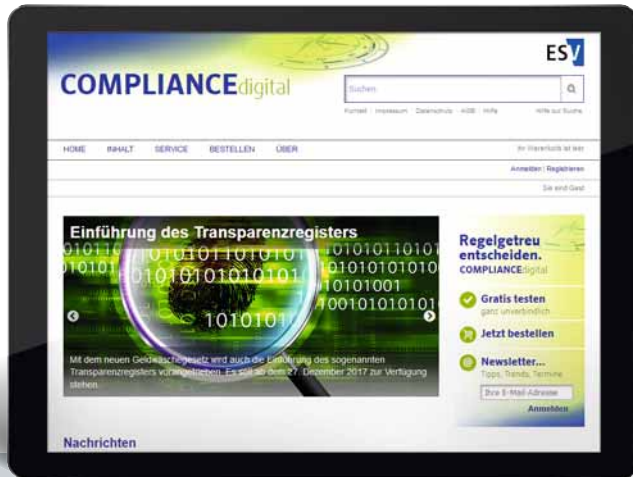 ESV
COMPLIANCEdigital
Suchen
Kontakt | Impressum | Datenschutz | AGB | Hilfe
Hilfe zur Suche
HOME INHALT SERVICE BESTELLEN ÜBER
Ihr Warenkorb ist leer
Anmelden | Registrieren
Sie sind Gast
Einführung des Transparenzregisters
Mit dem neuen Geldwäschegesetz wird auch die Einführung des sogenannten
Transparenzregisters vorangetrieben. Es soll ab dem 27. Dezember 2017 zur Verfügung
stehen.
Regelgetreu
entscheiden.
COMPLIANCEdigital
Gratis testen
ganz unverbindlich
Jetzt bestellen
Newsletter...
Tipps, Trends, Termine
Ihre E-Mail-Adresse
Anmelden
Nachrichten